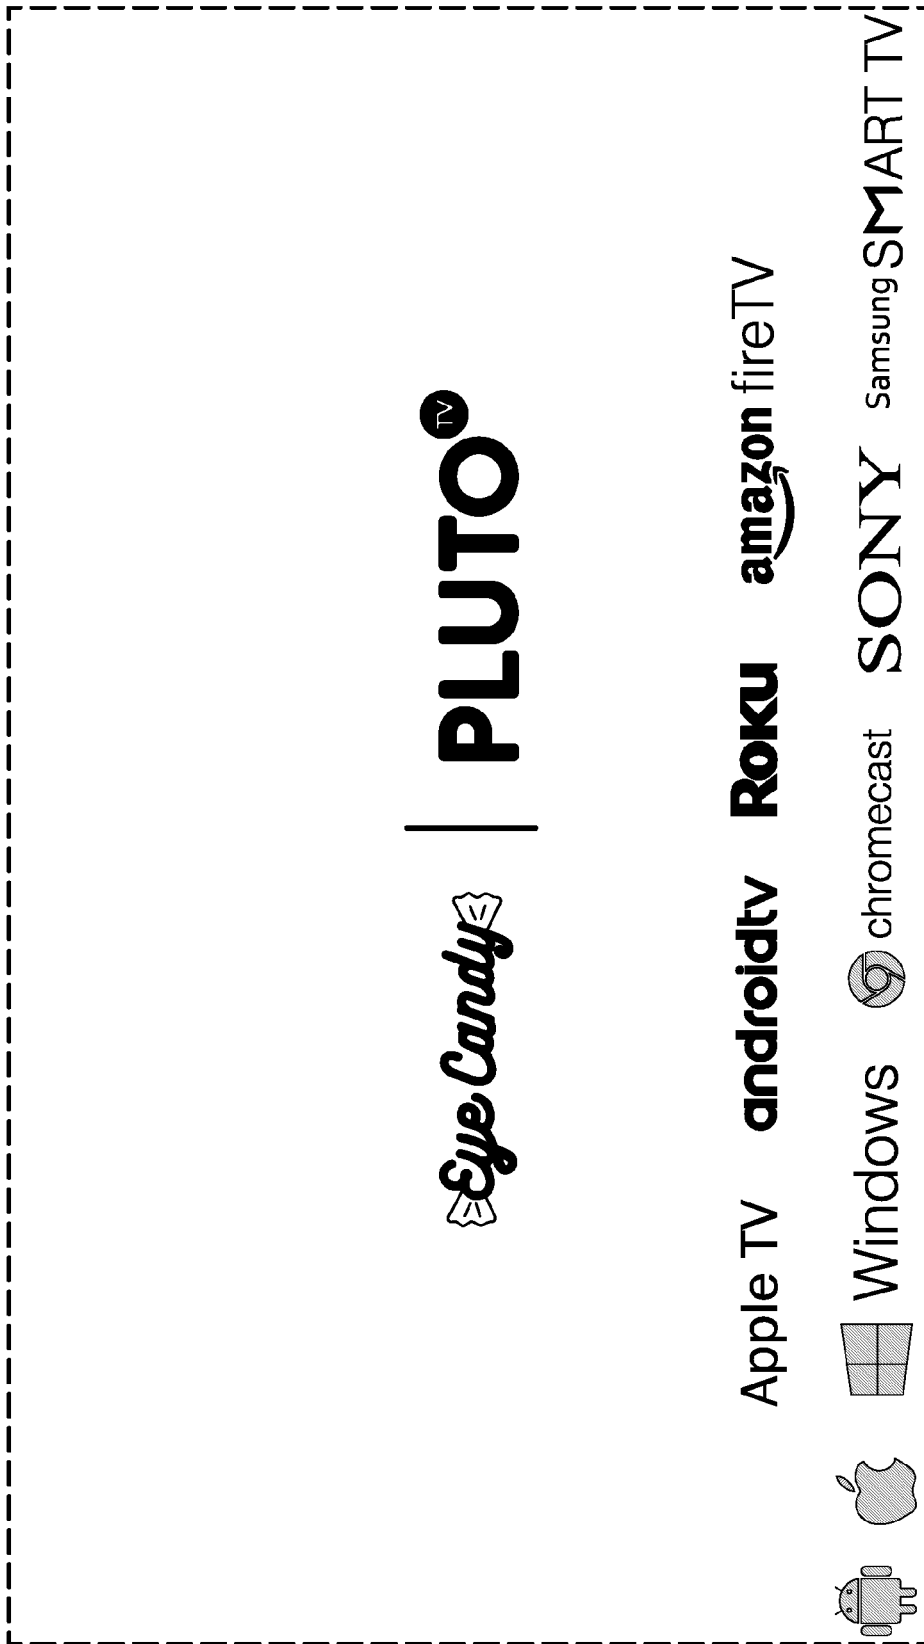 Eye Candy | PLUTO TV
Apple TV androidtv ROKU amazon fireTV
Windows chromecast SONY Samsung SMART TV